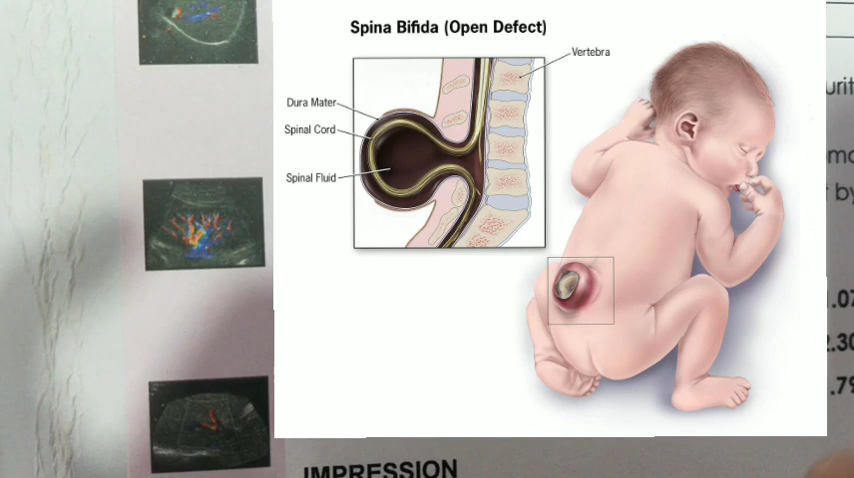 Spina Bifida (Open Defect)
Vertebra
Dura Mater
Spinal Cord
Spinal Fluid
IMPRESSION